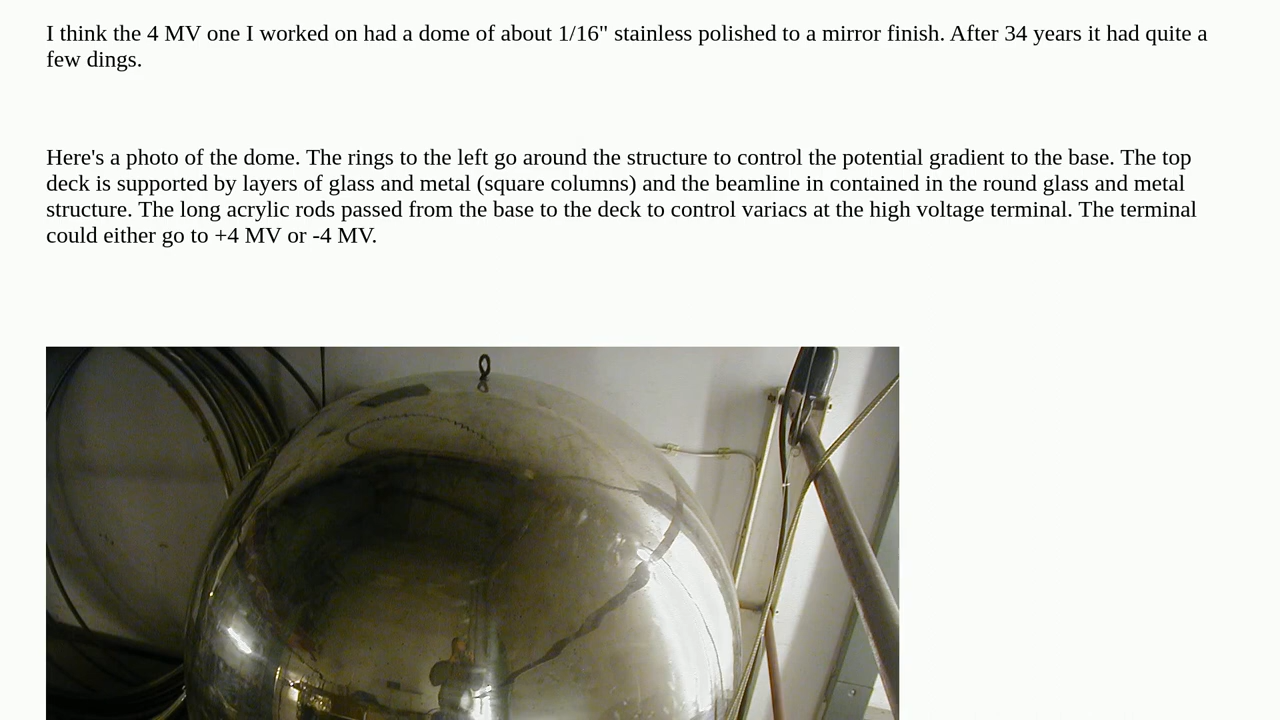 I think the 4 MV one I worked on had a dome of about 1/16" stainless polished to a mirror finish. After 34 years it had quite a
few dings.
Here's a photo of the dome. The rings to the left go around the structure to control the potential gradient to the base. The top
deck is supported by layers of glass and metal (square columns) and the beamline in contained in the round glass and metal
structure. The long acrylic rods passed from the base to the deck to control variacs at the high voltage terminal. The terminal
could either go to +4 MV or -4 MV.